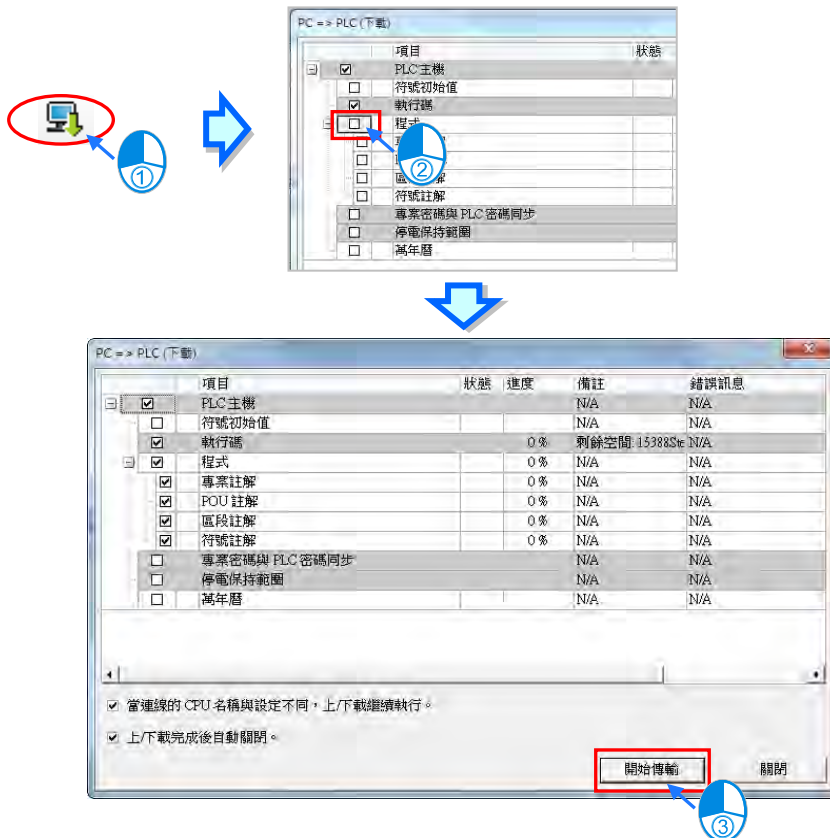 PC => PLC (下載)
項目 狀態
PLC主機
符號初始值
執行碼
程式
①
②
符號註解
專案密碼與 PLC 密碼同步
停電保持範圍
萬年曆
PC => PLC (下載)
項目 狀態 進度 備註 錯誤訊息
PLC主機 N/A N/A
符號初始值 N/A N/A
執行碼 0 % 剩餘空間: 15388Ste N/A
程式 0 % N/A N/A
專案註解 0 % N/A N/A
POU 註解 0 % N/A N/A
區段註解 0 % N/A N/A
符號註解 0 % N/A N/A
專案密碼與 PLC 密碼同步 N/A N/A
停電保持範圍 N/A N/A
萬年曆 N/A N/A
當連線的 CPU 名稱與設定不同，上/下載繼續執行。
上/下載完成後自動關閉。
開始傳輸 關閉
③